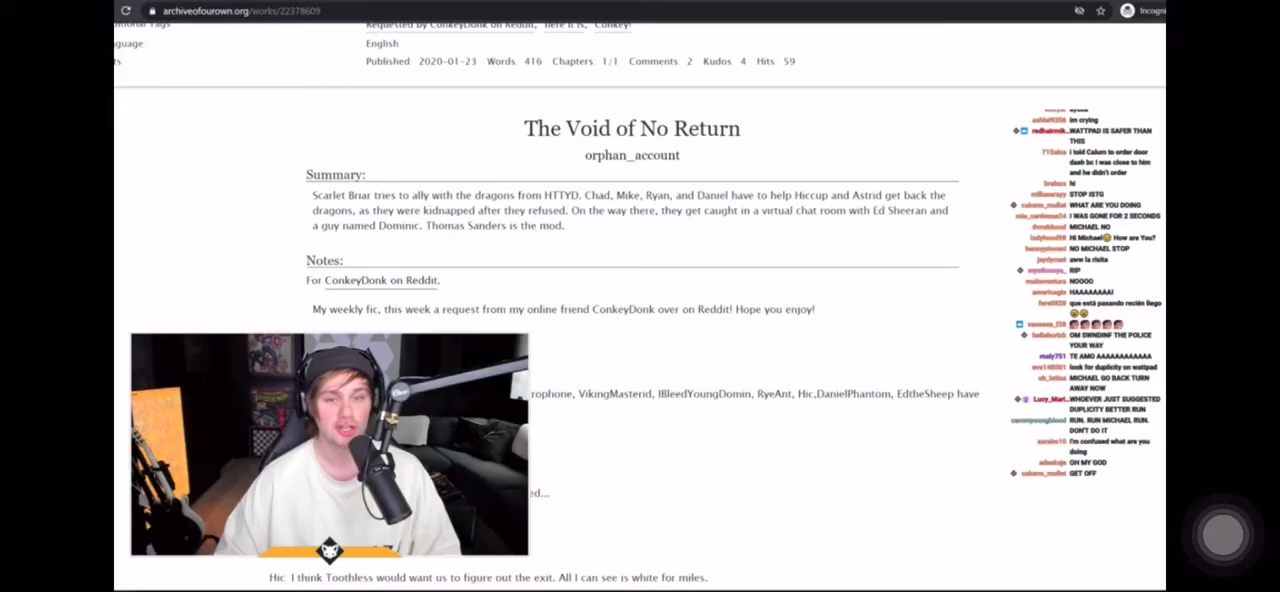 archiveofourown.org/works/22378609
Incogni
itional Tags
Requested by ConkeyDonk on Reddit, here it is, Conkey!
nguage:
English
ts:
Published: 2020-01-23 Words: 416 Chapters: 1/1 Comments: 2 Kudos: 4 Hits: 59
The Void of No Return
orphan_account
Summary:
Scarlet Briar tries to ally with the dragons from HTTYD. Chad, Mike, Ryan, and Daniel have to help Hiccup and Astrid get back the
dragons, as they were kidnapped after they refused. On the way there, they get caught in a virtual chat room with Ed Sheeran and
a guy named Dominic. Thomas Sanders is the mod.
Notes:
For ConkeyDonk on Reddit.
My weekly fic, this week a request from my online friend ConkeyDonk over on Reddit! Hope you enjoy!
rophone, VikingMasterid, IBleedYoungDomin, RyeAnt, Hic,DanielPhantom, EdtheSheep have
ed...
Hic: I think Toothless would want us to figure out the exit. All I can see is white for miles.
im crying
redhairmik... WATTPAD IS SAFER THAN
THIS
I told Calum to order door
dash bc I was close to him
and he didn't order
hi
STOP ISTG
WHAT ARE YOU DOING
I WAS GONE FOR 2 SECONDS
MICHAEL NO
Hi Michael How are You?
NO MICHAEL STOP
aww la risita
RIP
NOOOO
HAAAAAAAAI
que está pasando recién llego
OM SWNDINF THE POLICE
YOUR WAY
maly751 TE AMO AAAAAAAAAAAA
look for duplicity on wattpad
MICHAEL GO BACK TURN
AWAY NOW
Lucy_Mari... WHOEVER JUST SUGGESTED
DUPLICITY BETTER RUN
RUN. RUN MICHAEL RUN.
DON'T DO IT
I'm confused what are you
doing
OH MY GOD
GET OFF